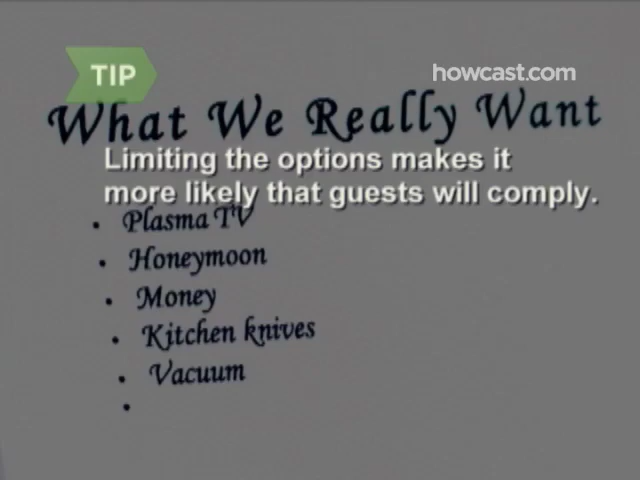 TIP
howcast.com
What We Really Want
Limiting the options makes it
more likely that guests will comply.
• Plasma TV
• Honeymoon
• Money
• Kitchen knives
• Vacuum
•